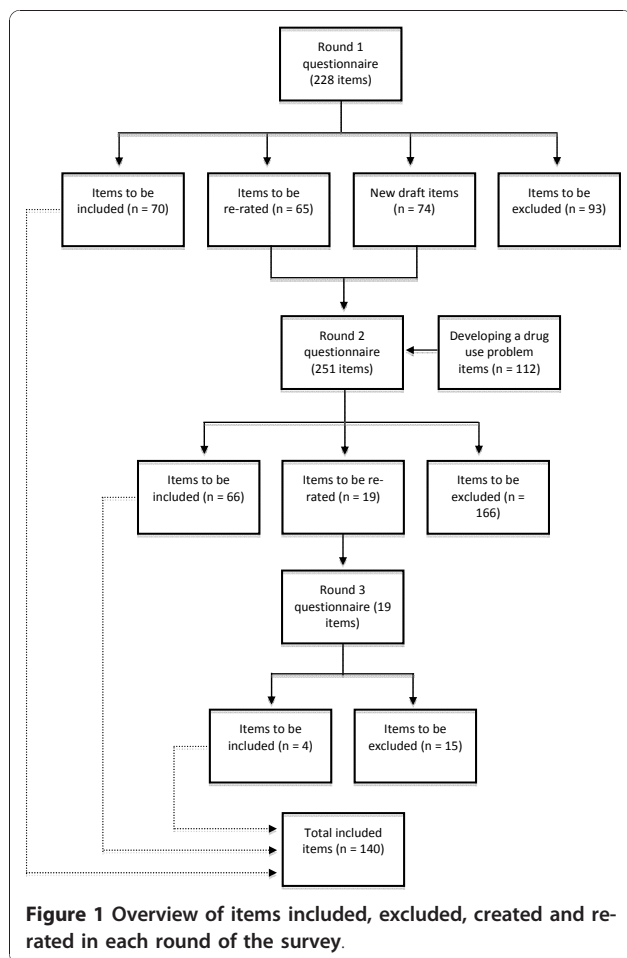 Round 1
questionnaire
(228 items)
Items to be
included (n = 70)
Items to be
re-rated (n = 65)
New draft items
(n = 74)
Items to be
excluded (n = 93)
Round 2
questionnaire
(251 items)
Developing a drug
use problem
items (n = 112)
Items to be
included (n = 66)
Items to be re-
rated (n = 19)
Items to be
excluded (n =
166)
Round 3
questionnaire (19
items)
Items to be
included (n = 4)
Items to be
excluded (n = 15)
Total included
items (n = 140)
Figure 1 Overview of items included, excluded, created and re-
rated in each round of the survey.